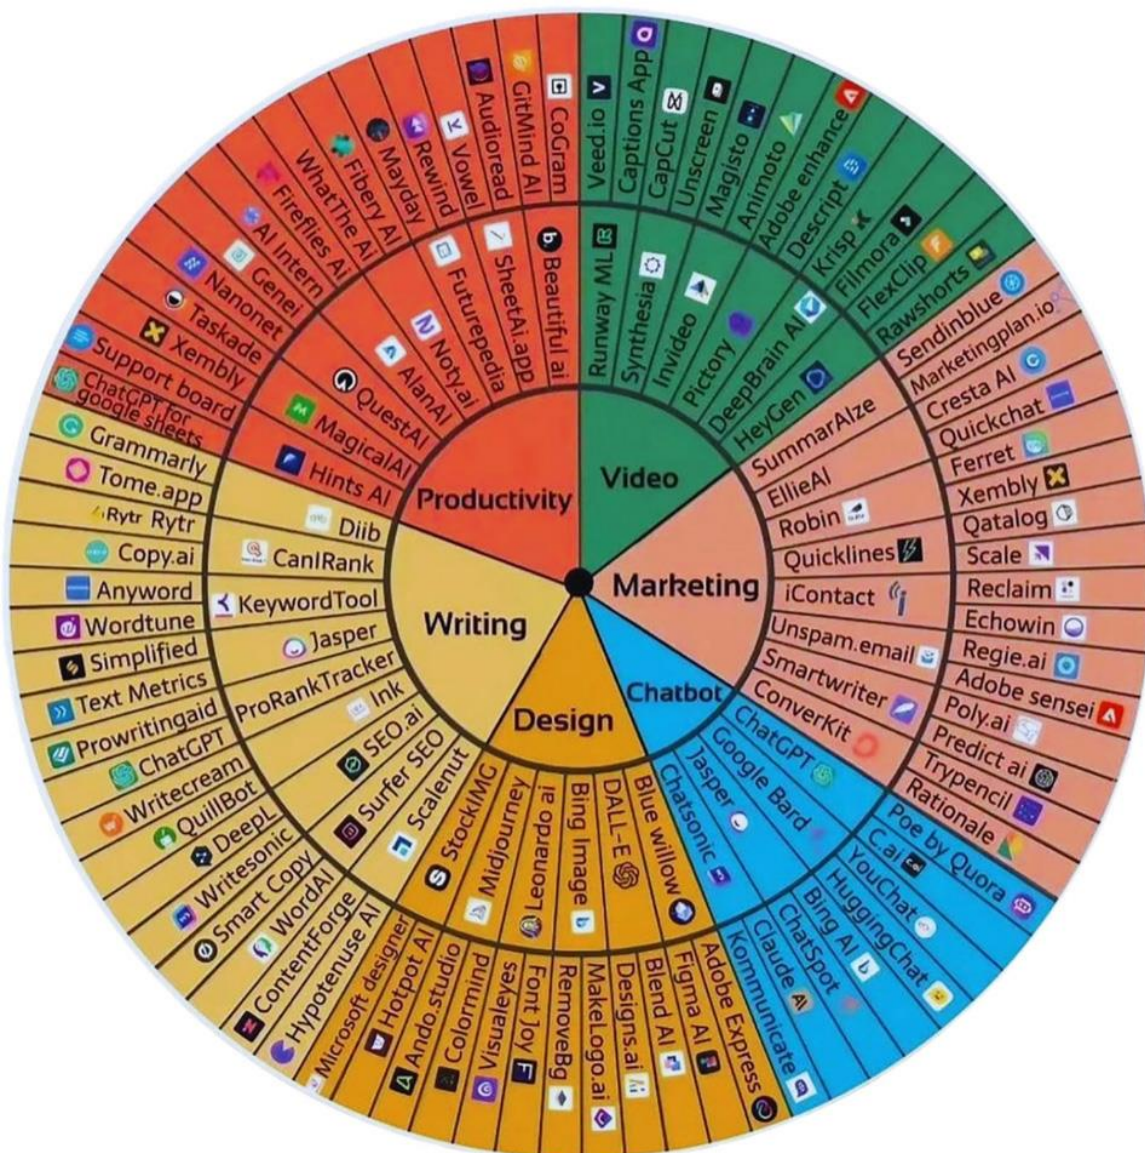 Productivity
Video
Marketing
Chatbot
Design
Writing
Hints AI
MagicalAI
QuestAI
AlanAI
Noty.ai
Futurepedia
SheetAi.app
Beautiful ai
ChatGPT for
google sheets
Support board
Xembly
Taskade
Nanonet
Genei
AI Intern
Fireflies Ai
WhatThe Ai
Fibery AI
Mayday
Rewind
Vowel
Audioread
GitMind AI
CoGram
Runway ML
Synthesia
Invideo
Pictory
DeepBrain AI
HeyGen
Veed.io
Captions App
CapCut
Unscreen
Magisto
Animoto
Adobe enhance
Descript
Krisp
Filmora
FlexClip
Rawshorts
SummarAIze
EllieAI
Robin
Quicklines
iContact
Unspam.email
Smartwriter
ConverKit
Sendinblue
Marketingplan.io
Cresta AI
Quickchat
Ferret
Xembly
Qatalog
Scale
Reclaim
Echowin
Regie.ai
Adobe sensei
Poly.ai
Predict ai
Trypencil
Rationale
ChatGPT
Google Bard
Jasper
Chatsonic
Poe by Quora
C.ai
c.ai
YouChat
HuggingChat
Bing AI
ChatSpot
Claude
AI
Kommunicate
Blue willow
DALL-E
Bing Image
Leonardo ai
Midjourney
StockIMG
Adobe Express
Figma AI
Blend AI
Designs.ai
MakeLogo.ai
RemoveBg
Font Joy
Visualeyes
Colormind
Ando.studio
Hotpot AI
Microsoft designer
Scalenut
Surfer SEO
SEO.ai
Ink
ProRankTracker
Jasper
KeywordTool
CanIRank
Diib
Hypotenuse Ai
ContentForge
WordAI
Smart Copy
Writesonic
DeepL
QuillBot
Writecream
ChatGPT
Prowritingaid
Text Metrics
Simplified
Wordtune
Anyword
Copy.ai
Rytr Rytr
Tome.app
Grammarly